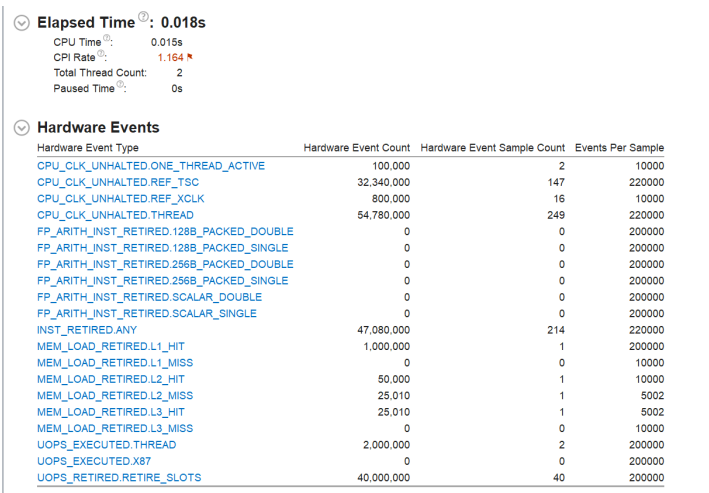 Elapsed Time ?: 0.018s
CPU Time ?: 0.015s
CPI Rate ?: 1.164
Total Thread Count: 2
Paused Time ?: 0s
Hardware Events
Hardware Event Type Hardware Event Count Hardware Event Sample Count Events Per Sample
CPU_CLK_UNHALTED.ONE_THREAD_ACTIVE 100,000 2 10000
CPU_CLK_UNHALTED.REF_TSC 32,340,000 147 220000
CPU_CLK_UNHALTED.REF_XCLK 800,000 16 10000
CPU_CLK_UNHALTED.THREAD 54,780,000 249 220000
FP_ARITH_INST_RETIRED.128B_PACKED_DOUBLE 0 0 200000
FP_ARITH_INST_RETIRED.128B_PACKED_SINGLE 0 0 200000
FP_ARITH_INST_RETIRED.256B_PACKED_DOUBLE 0 0 200000
FP_ARITH_INST_RETIRED.256B_PACKED_SINGLE 0 0 200000
FP_ARITH_INST_RETIRED.SCALAR_DOUBLE 0 0 200000
FP_ARITH_INST_RETIRED.SCALAR_SINGLE 0 0 200000
INST_RETIRED.ANY 47,080,000 214 220000
MEM_LOAD_RETIRED.L1_HIT 1,000,000 1 200000
MEM_LOAD_RETIRED.L1_MISS 0 0 10000
MEM_LOAD_RETIRED.L2_HIT 50,000 1 10000
MEM_LOAD_RETIRED.L2_MISS 25,010 1 5002
MEM_LOAD_RETIRED.L3_HIT 25,010 1 5002
MEM_LOAD_RETIRED.L3_MISS 0 0 10000
UOPS_EXECUTED.THREAD 2,000,000 2 200000
UOPS_EXECUTED.X87 0 0 200000
UOPS_RETIRED.RETIRE_SLOTS 40,000,000 40 200000